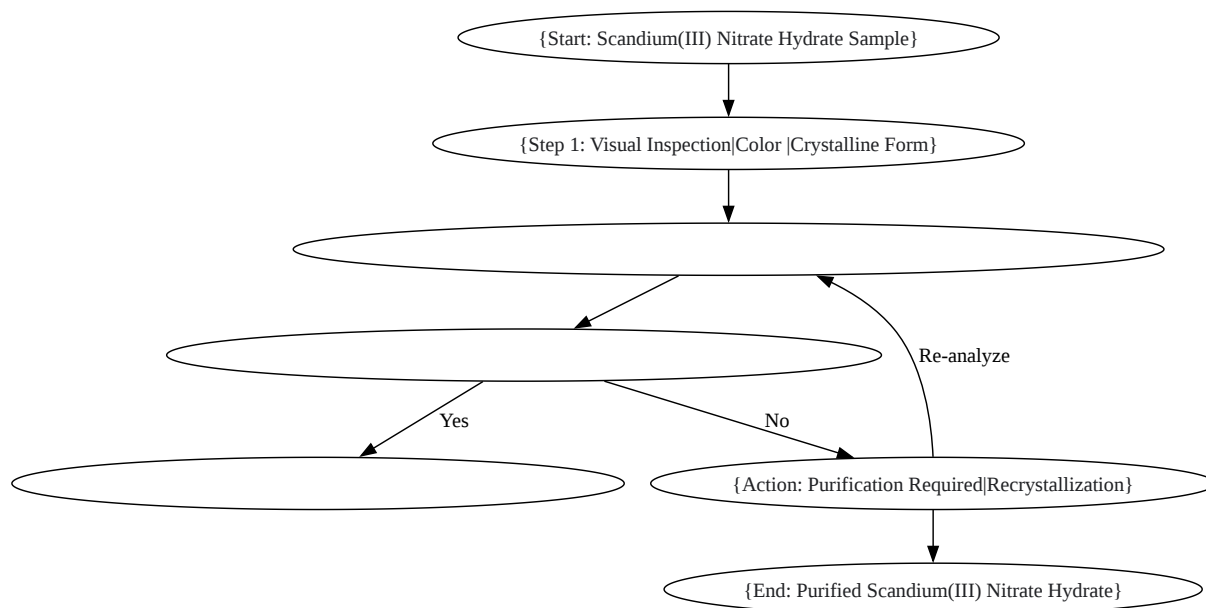 {Start: Scandium(III) Nitrate Hydrate Sample}
{Step 1: Visual Inspection|Color |Crystalline Form}
Re-analyze
Yes
No
{Action: Purification Required|Recrystallization}
{End: Purified Scandium(III) Nitrate Hydrate}